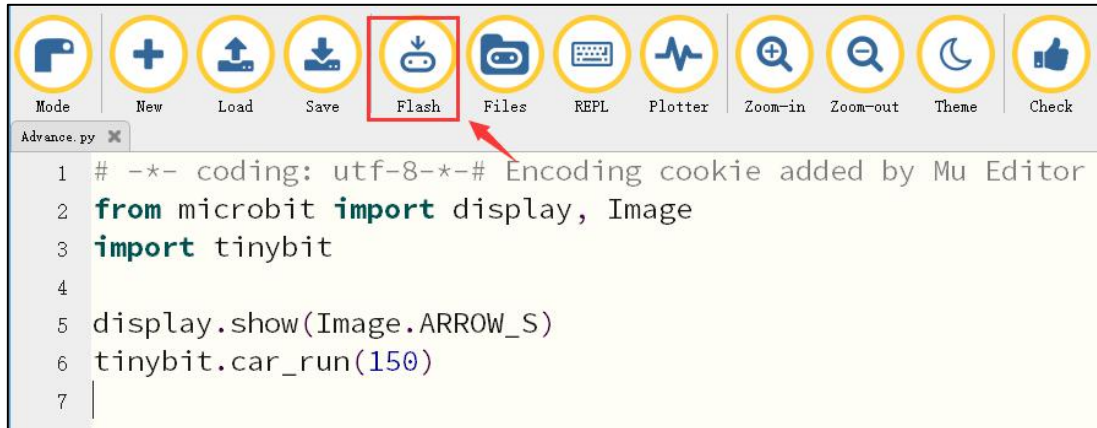 Mode New Load Save Flash Files REPL Plotter Zoom-in Zoom-out Theme Check
Advance.py
1 # -*- coding: utf-8-*-# Encoding cookie added by Mu Editor
2 from microbit import display, Image
3 import tinybit
4
5 display.show(Image.ARROW_S)
6 tinybit.car_run(150)
7